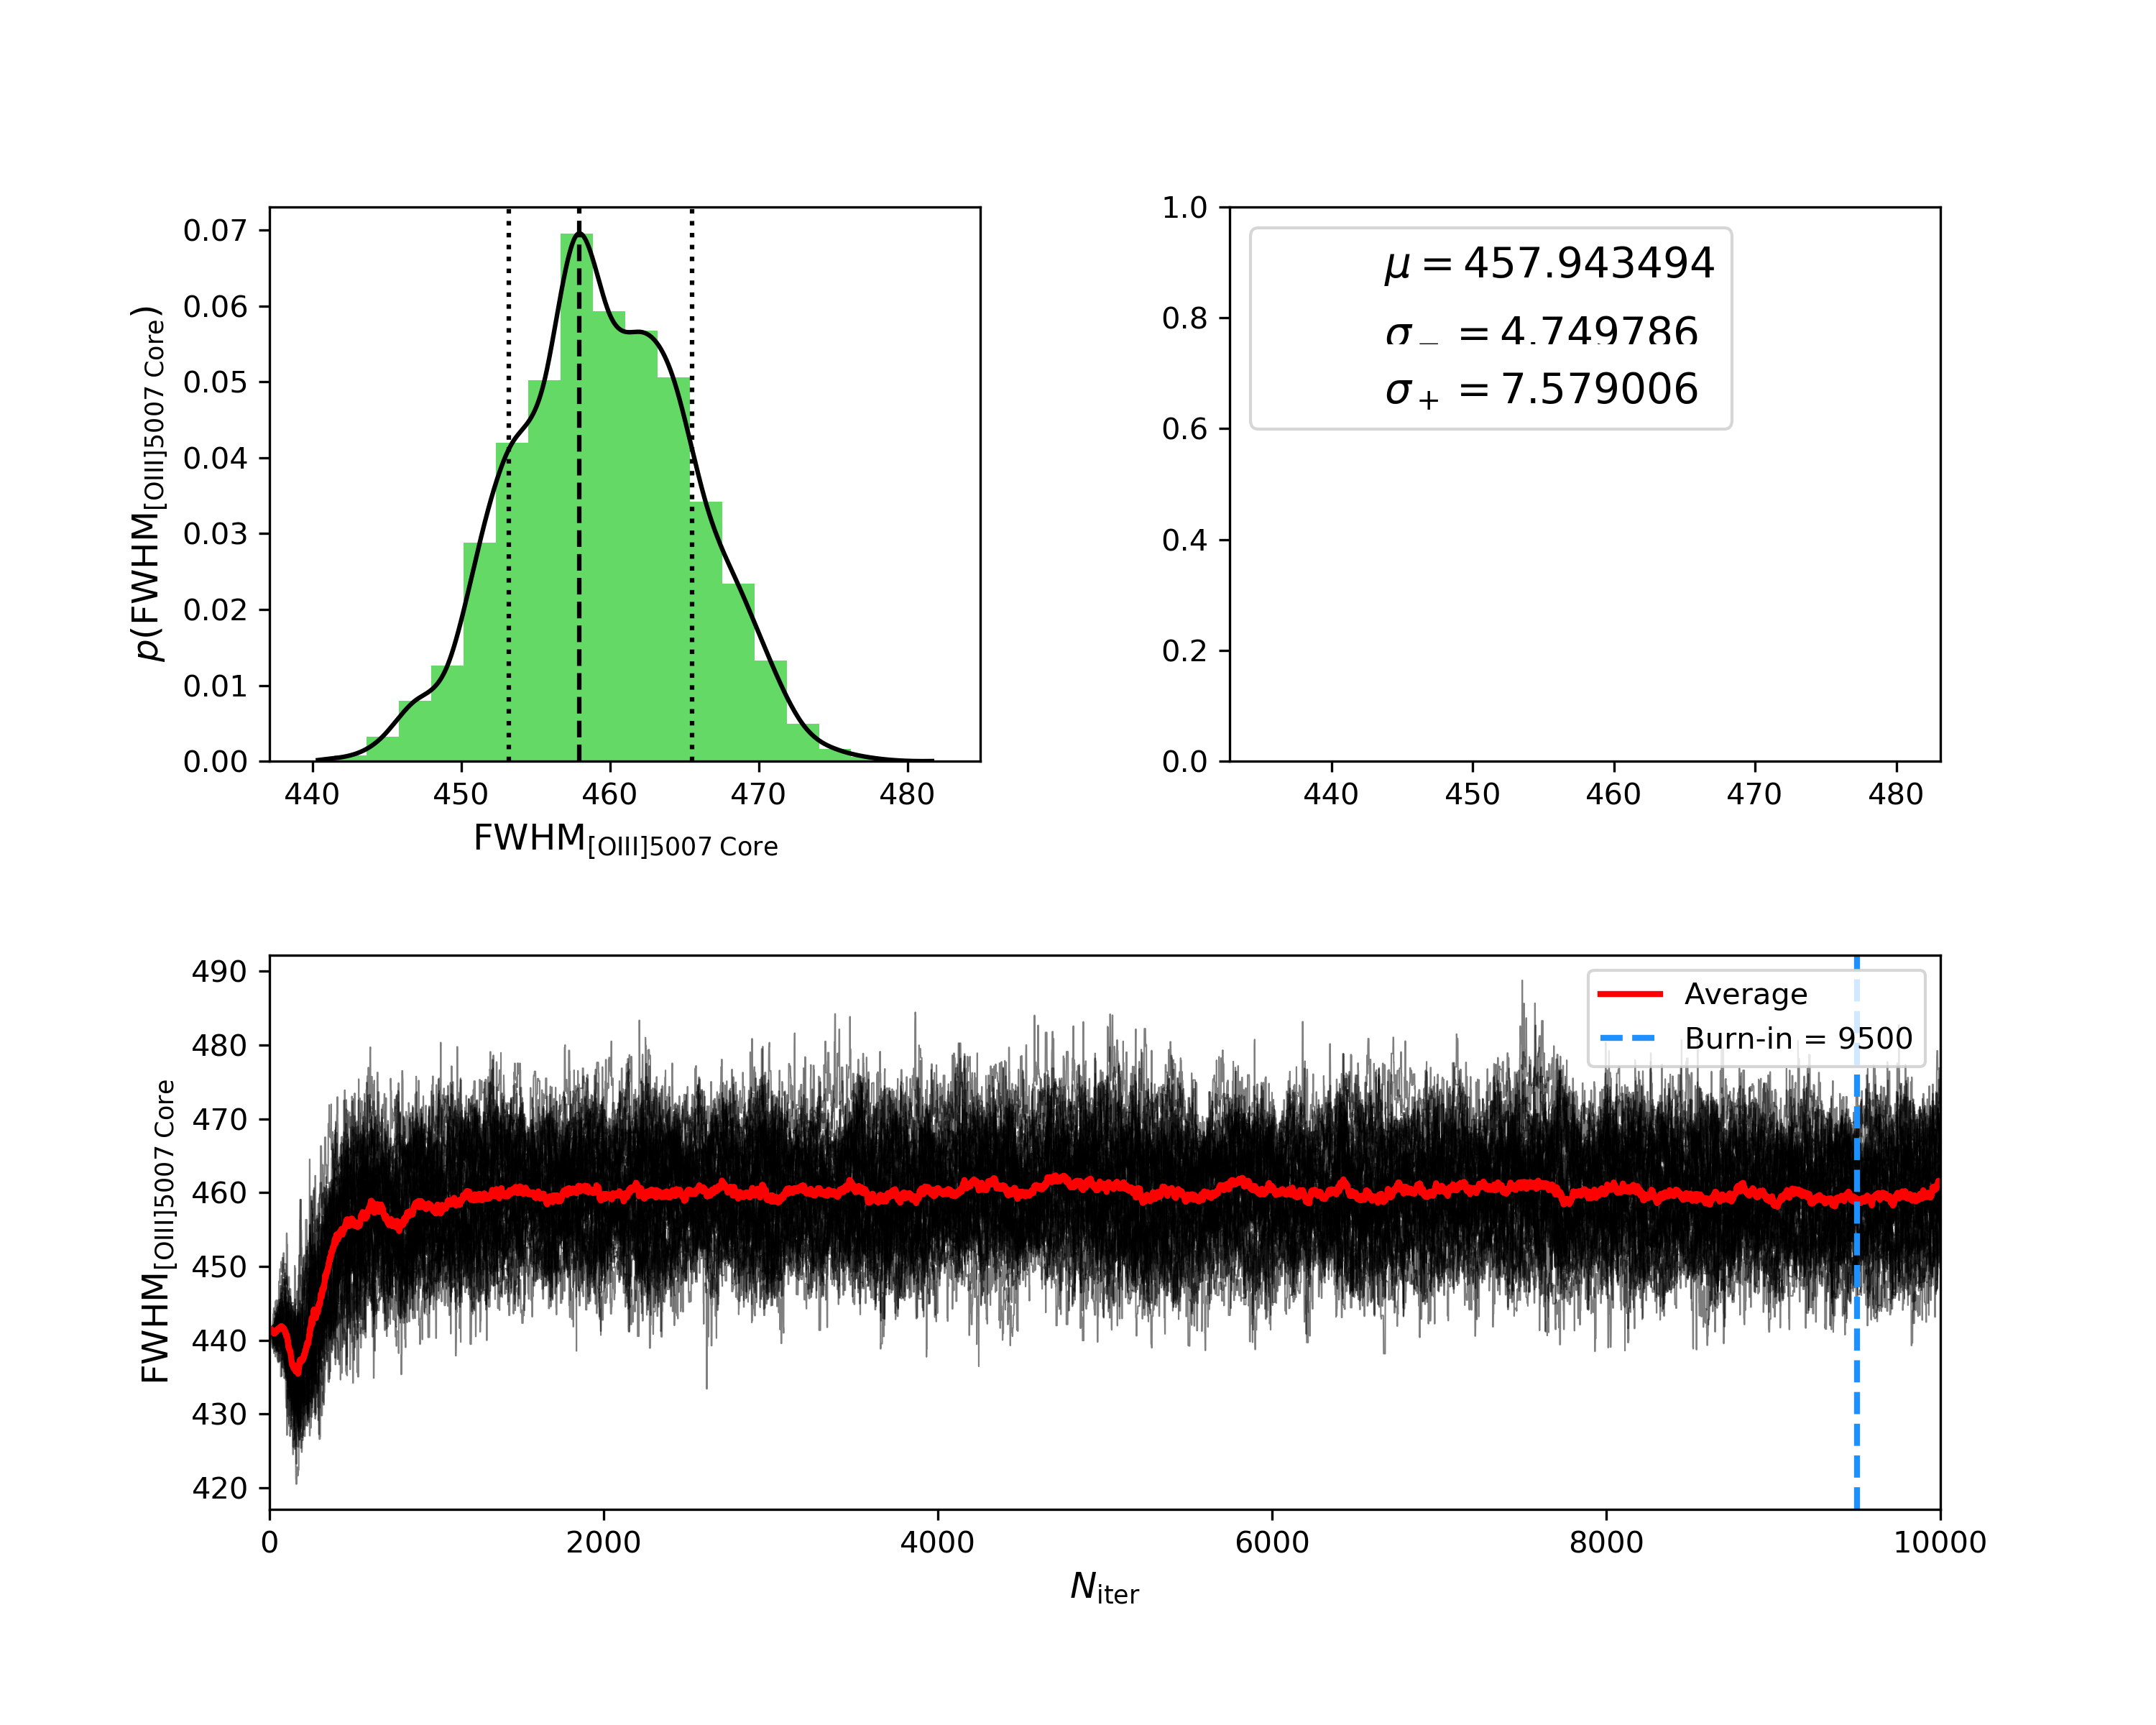 0.07
0.06
0.05
0.04
0.03
0.02
0.01
0.00
p(FWHM[OIII]5007 Core)
440 450 460 470 480
FWHM[OIII]5007 Core
1.0
0.8
0.6
0.4
0.2
0.0
μ = 457.943494
σ− = 4.749786
σ+ = 7.579006
440 450 460 470 480
490
480
470
460
450
440
430
420
FWHM[OIII]5007 Core
Average
Burn-in = 9500
0 2000 4000 6000 8000 10000
Niter